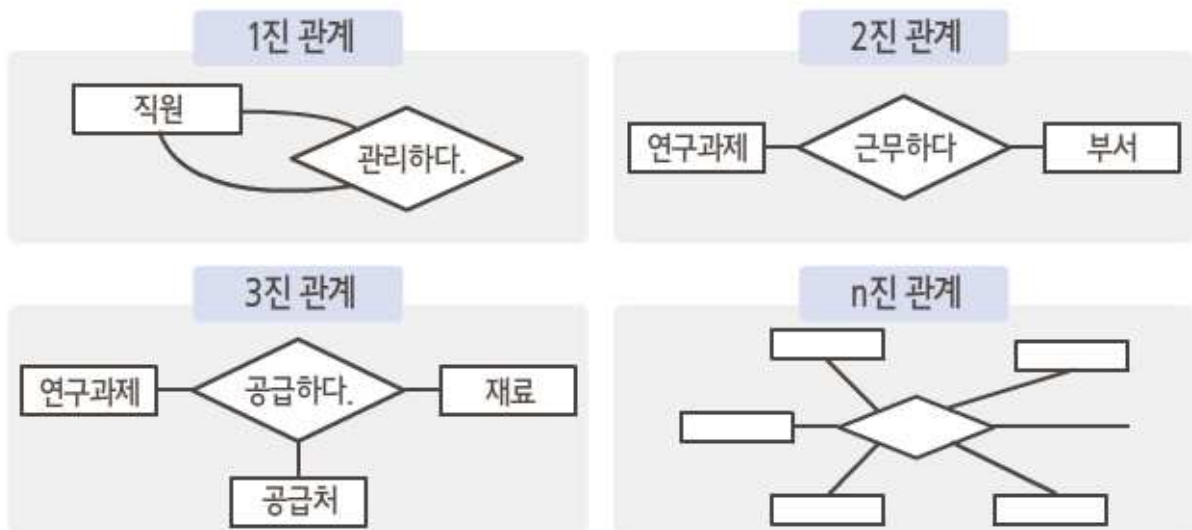 1진 관계
직원
관리하다.
2진 관계
연구과제
근무하다
부서
3진 관계
연구과제
공급하다.
재료
공급처
n진 관계